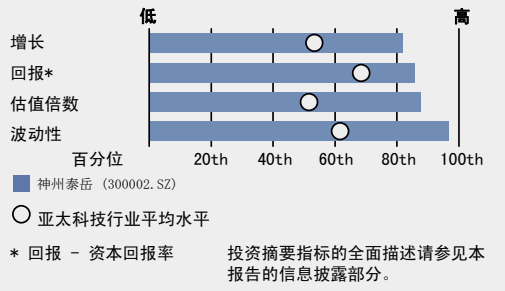 低 高
增长
回报*
估值倍数
波动性
百分位 20th 40th 60th 80th 100th
神州泰岳 (300002.SZ)
亚太科技行业平均水平
* 回报 - 资本回报率
投资摘要指标的全面描述请参见本
报告的信息披露部分。